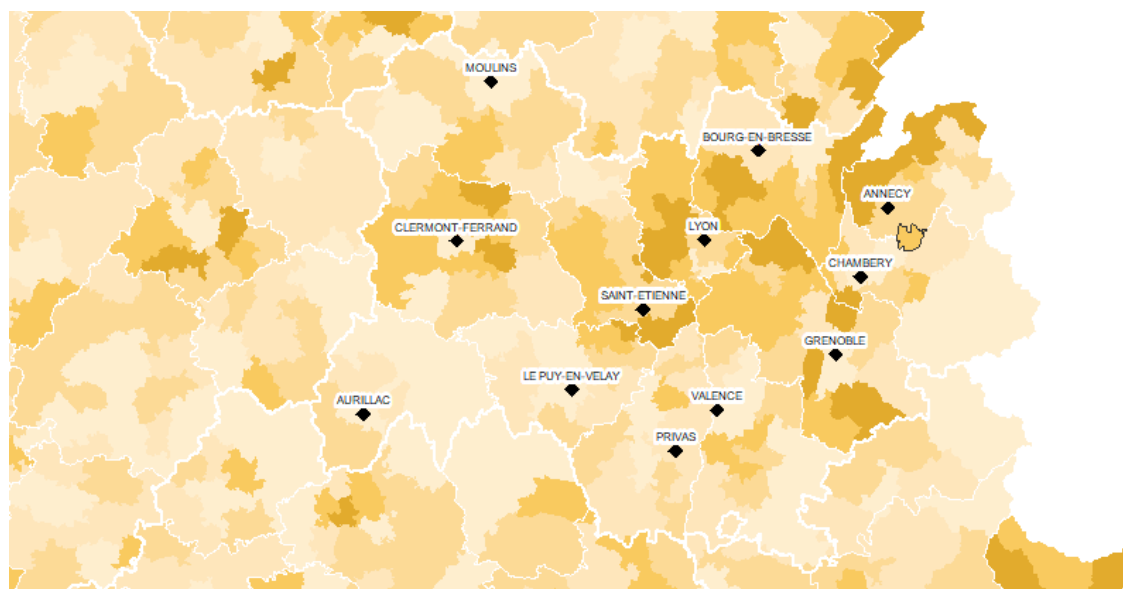 MOULINS
BOURG-EN-BRESSE
ANNECY
CLERMONT-FERRAND
LYON
CHAMBERY
SAINT-ETIENNE
GRENOBLE
LE PUY-EN-VELAY
AURILLAC
VALENCE
PRIVAS